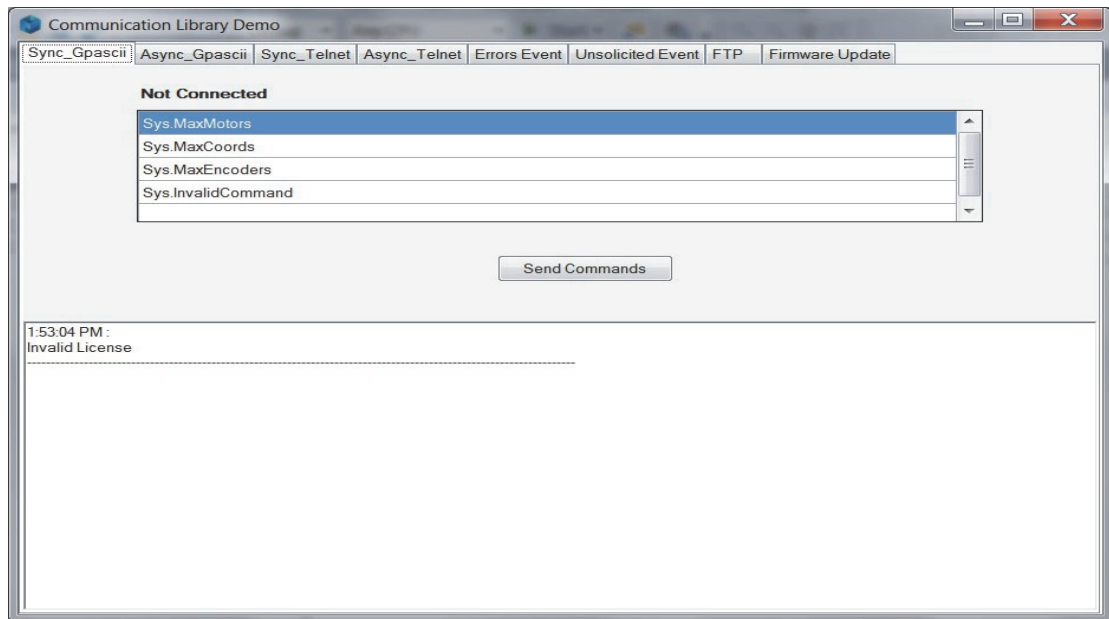 Communication Library Demo
Sync_Gpascii Async_Gpascii Sync_Telnet Async_Telnet Errors Event Unsolicited Event FTP Firmware Update
Not Connected
Sys.MaxMotors
Sys.MaxCoords
Sys.MaxEncoders
Sys.InvalidCommand
Send Commands
1:53:04 PM :
Invalid License
--------------------------------------------------------------------------------------------------------------